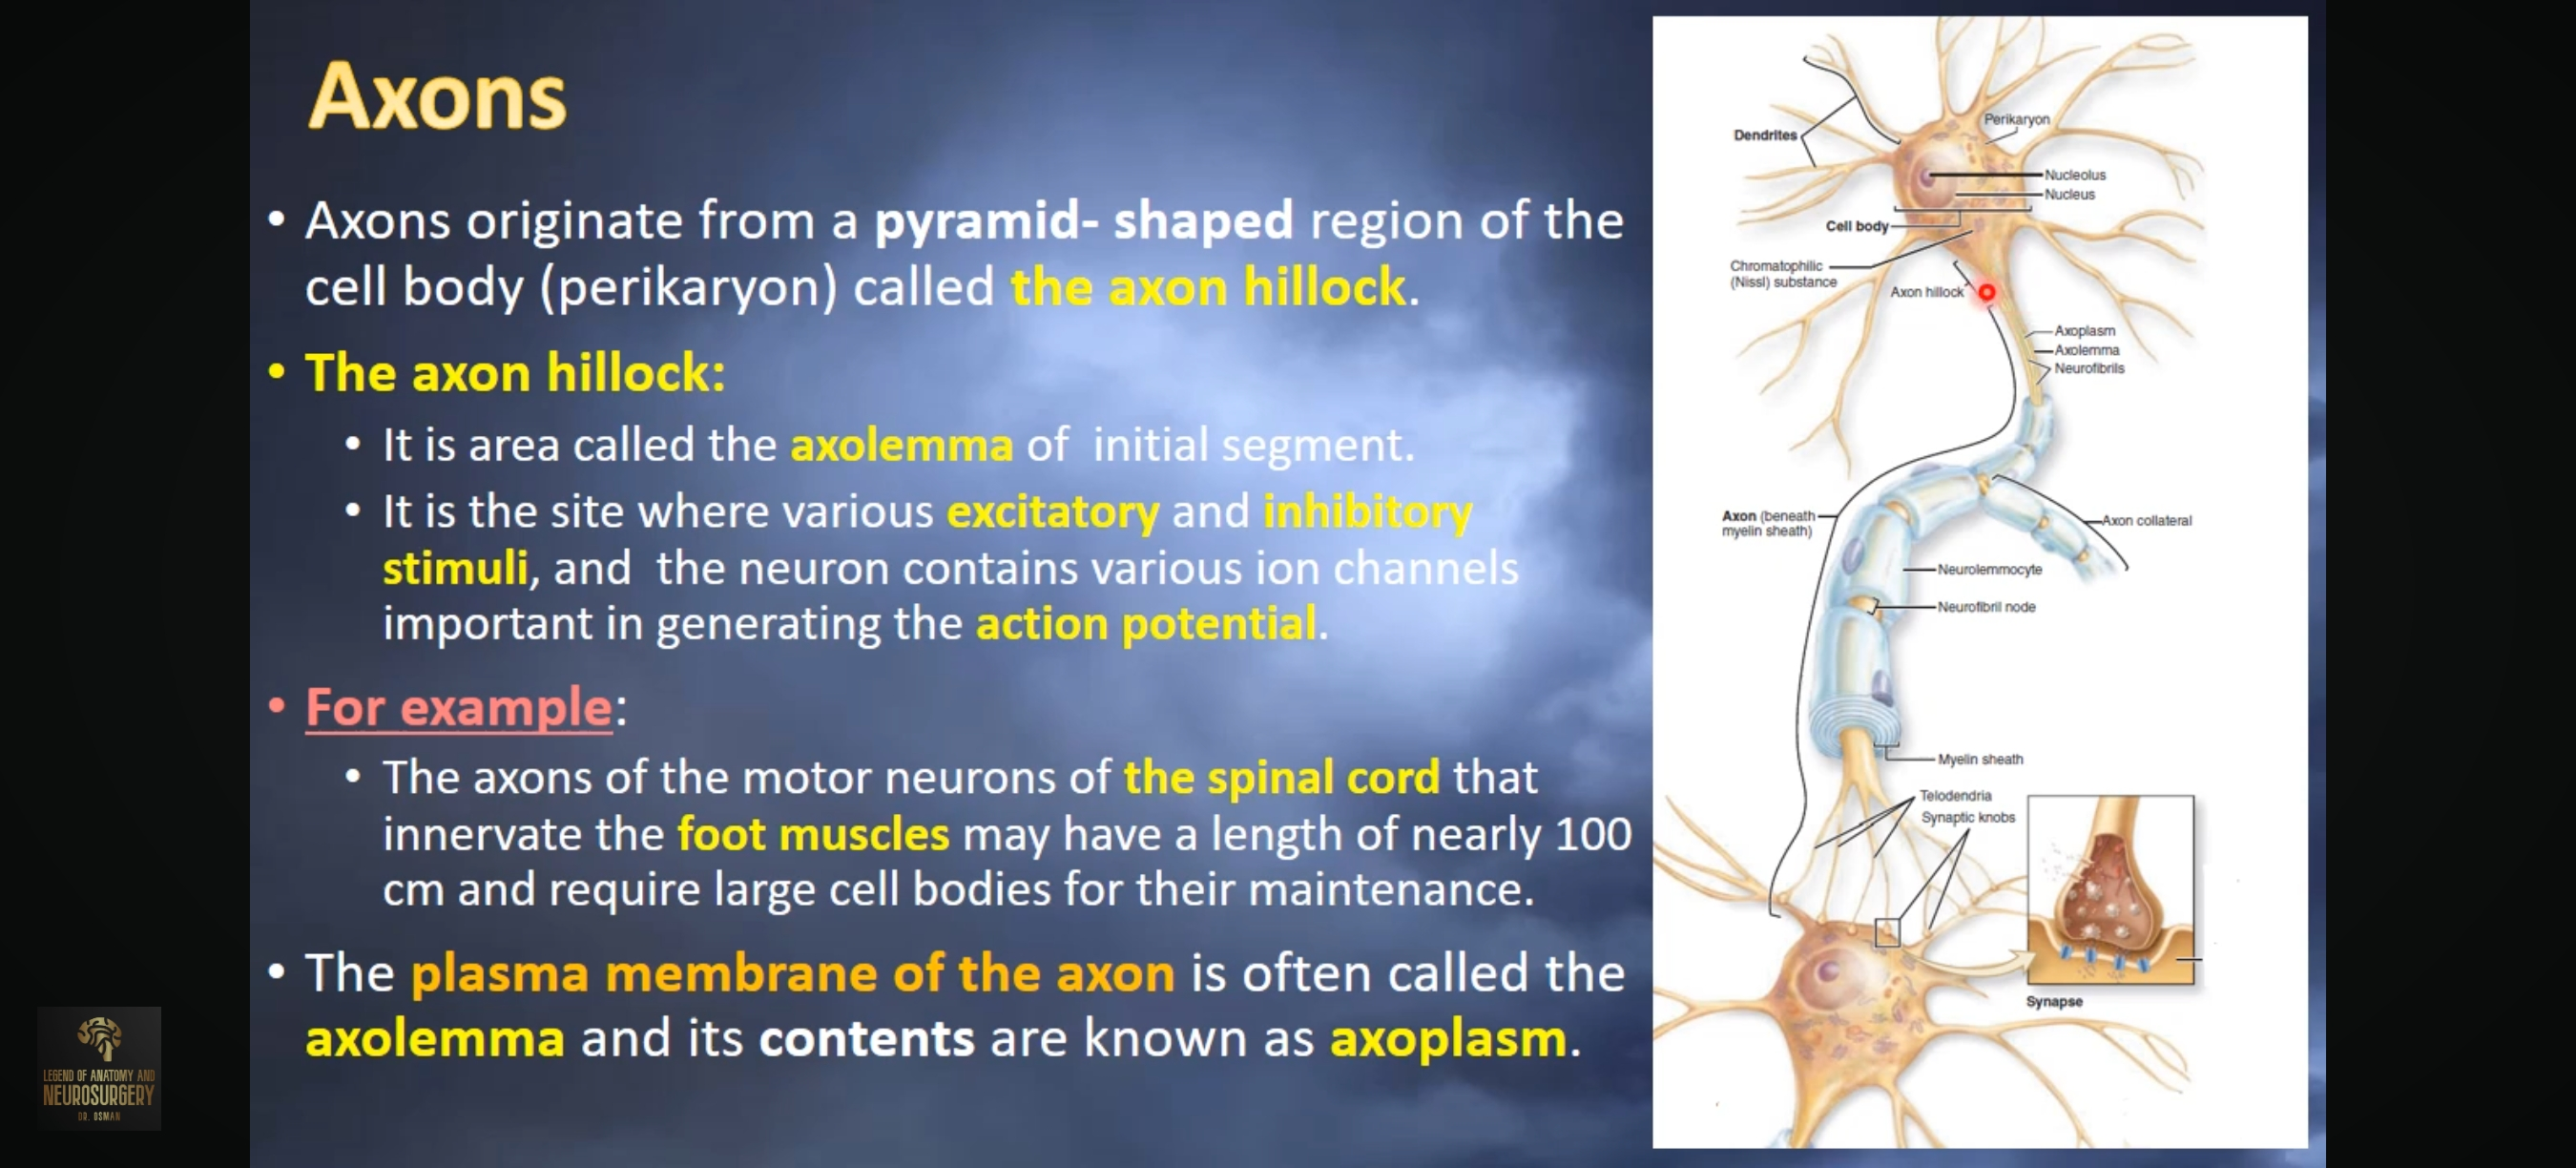 Axons
• Axons originate from a pyramid- shaped region of the
cell body (perikaryon) called the axon hillock.
• The axon hillock:
• It is area called the axolemma of  initial segment.
• It is the site where various excitatory and inhibitory
stimuli, and  the neuron contains various ion channels
important in generating the action potential.
• For example:
• The axons of the motor neurons of the spinal cord that
innervate the foot muscles may have a length of nearly 100
cm and require large cell bodies for their maintenance.
• The plasma membrane of the axon is often called the
axolemma and its contents are known as axoplasm.
Perikaryon
Dendrites
Nucleolus
Nucleus
Cell body
Chromatophilic
(Nissl) substance
Axon hillock
Axoplasm
Axolemma
Neurofibrils
Axon (beneath
myelin sheath)
Axon collateral
Neurolemmocyte
Neurofibril node
Myelin sheath
Telodendria
Synaptic knobs
Synapse
LEGEND OF ANATOMY AND
NEUROSURGERY
DR. OSMAN